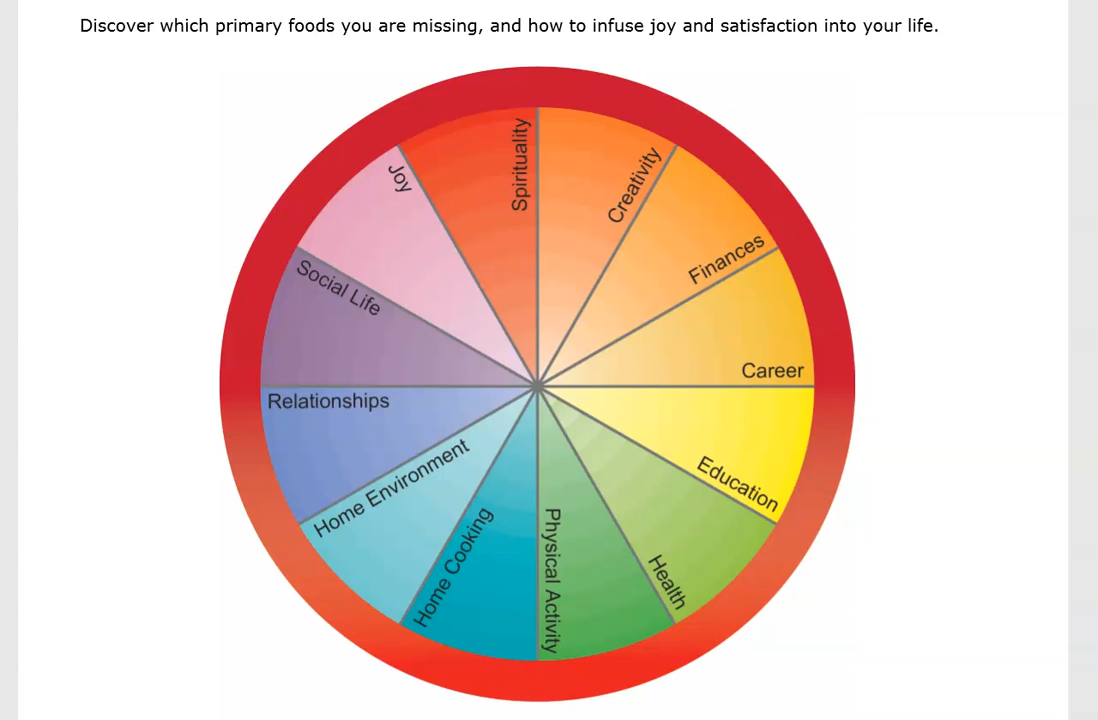 Discover which primary foods you are missing, and how to infuse joy and satisfaction into your life.
Spirituality
Creativity
Finances
Career
Education
Health
Physical Activity
Home Cooking
Home Environment
Relationships
Social Life
Joy